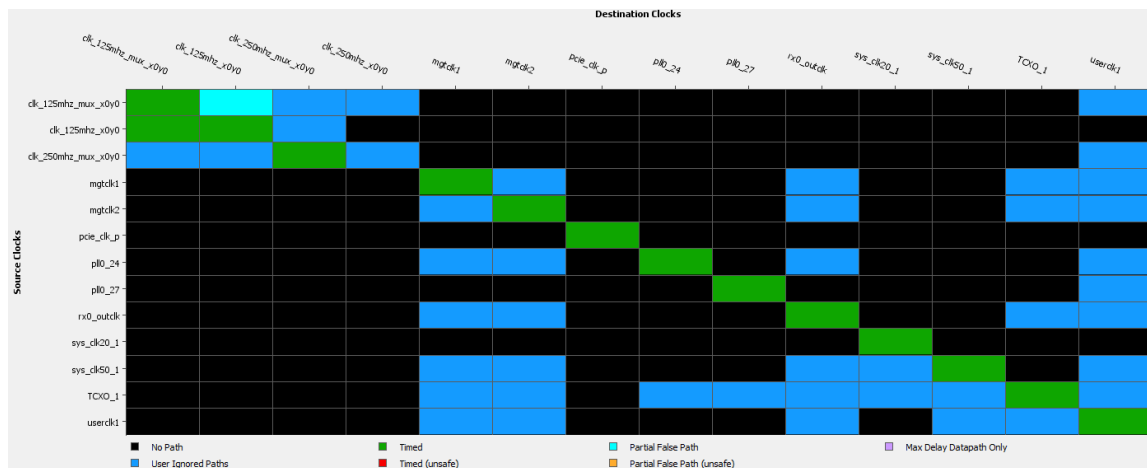 Destination Clocks
clk_125mhz_mux_x0y0
clk_125mhz_x0y0
clk_250mhz_mux_x0y0
clk_250mhz_x0y0
mgtclk1
mgtclk2
pcie_clk_p
pll0_24
pll0_27
rx0_outclk
sys_clk20_1
sys_clk50_1
TCXO_1
userclk1
Source Clocks
clk_125mhz_mux_x0y0
clk_125mhz_x0y0
clk_250mhz_mux_x0y0
mgtclk1
mgtclk2
pcie_clk_p
pll0_24
pll0_27
rx0_outclk
sys_clk20_1
sys_clk50_1
TCXO_1
userclk1
No Path
Timed
Partial False Path
Max Delay Datapath Only
User Ignored Paths
Timed (unsafe)
Partial False Path (unsafe)